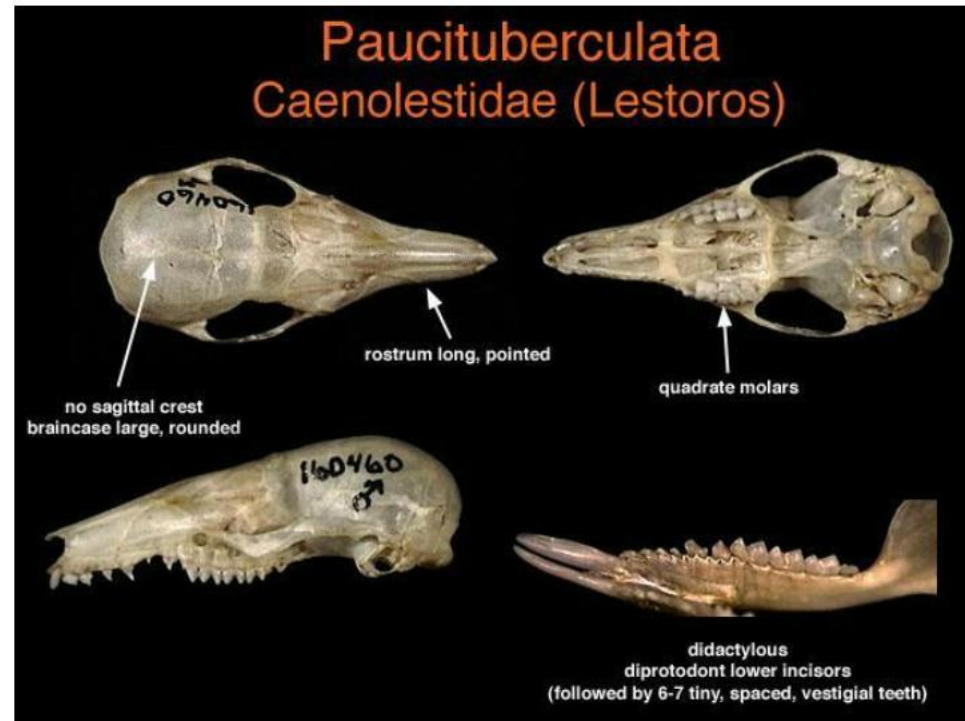 Paucituberculata
Caenolestidae (Lestoros)
160460
rostrum long, pointed
quadrate molars
no sagittal crest
braincase large, rounded
160460
♂
didactylous
diprotodont lower incisors
(followed by 6-7 tiny, spaced, vestigial teeth)